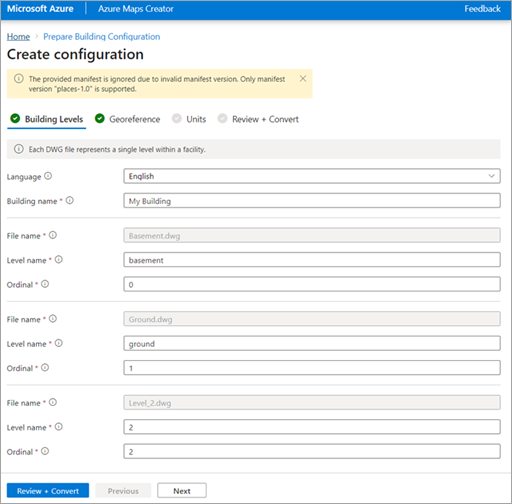 Microsoft Azure Azure Maps Creator Feedback
Home > Prepare Building Configuration
Create configuration
The provided manifest is ignored due to invalid manifest version. Only manifest
version "places-1.0" is supported.
Building Levels Georeference Units Review + Convert
Each DWG file represents a single level within a facility.
Language English
Building name * My Building
File name * Basement.dwg
Level name * basement
Ordinal * 0
File name * Ground.dwg
Level name * ground
Ordinal * 1
File name * Level_2.dwg
Level name * 2
Ordinal * 2
Review + Convert Previous Next